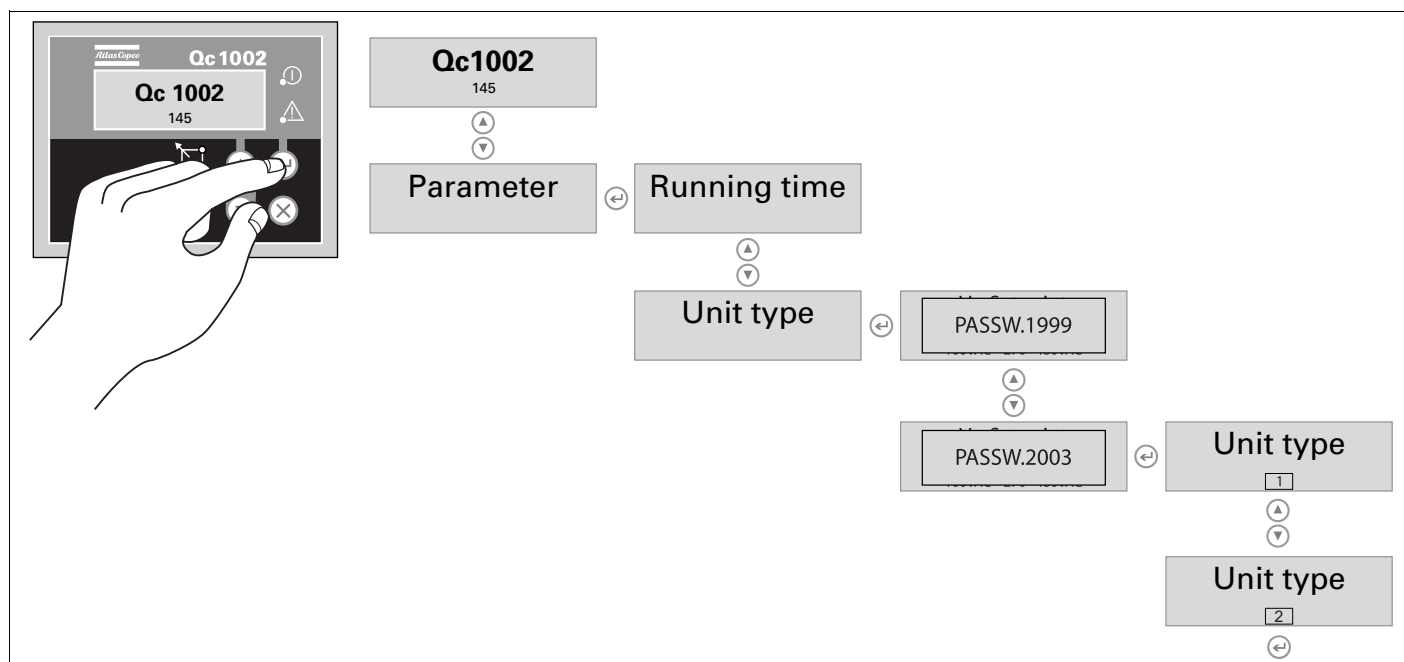 Atlas Copco
Qc1002
Qc 1002
145
Qc1002
145
Parameter
Running time
Unit type
PASSW.1999
PASSW.2003
Unit type
1
Unit type
2